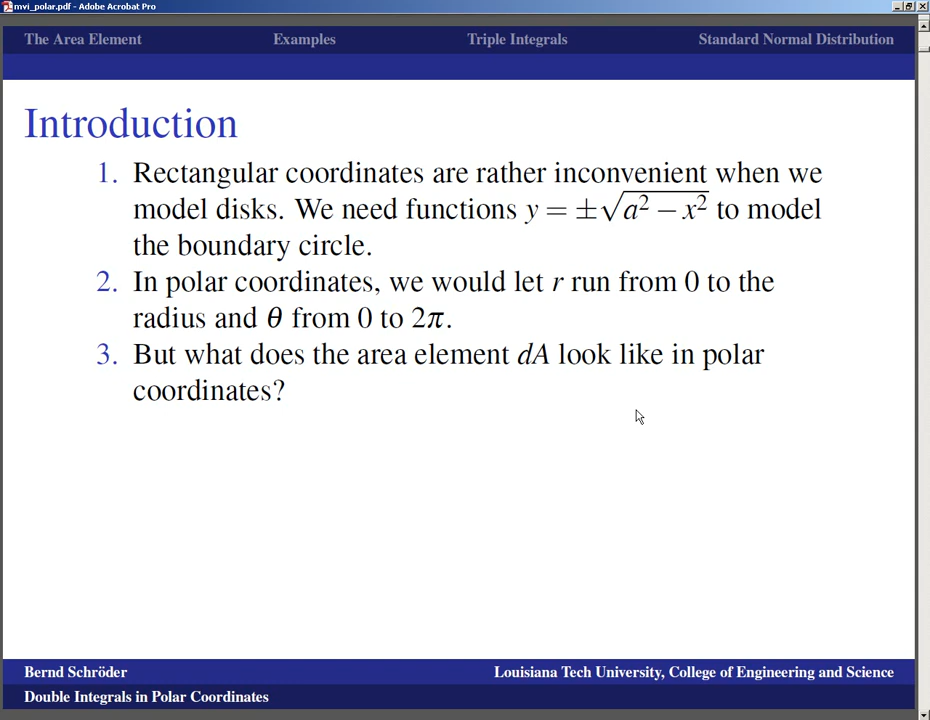 mvi_polar.pdf - Adobe Acrobat Pro
The Area Element Examples Triple Integrals Standard Normal Distribution
Introduction
1. Rectangular coordinates are rather inconvenient when we
model disks. We need functions y = ±√(a² − x²) to model
the boundary circle.
2. In polar coordinates, we would let r run from 0 to the
radius and θ from 0 to 2π.
3. But what does the area element dA look like in polar
coordinates?
Bernd Schröder Louisiana Tech University, College of Engineering and Science
Double Integrals in Polar Coordinates